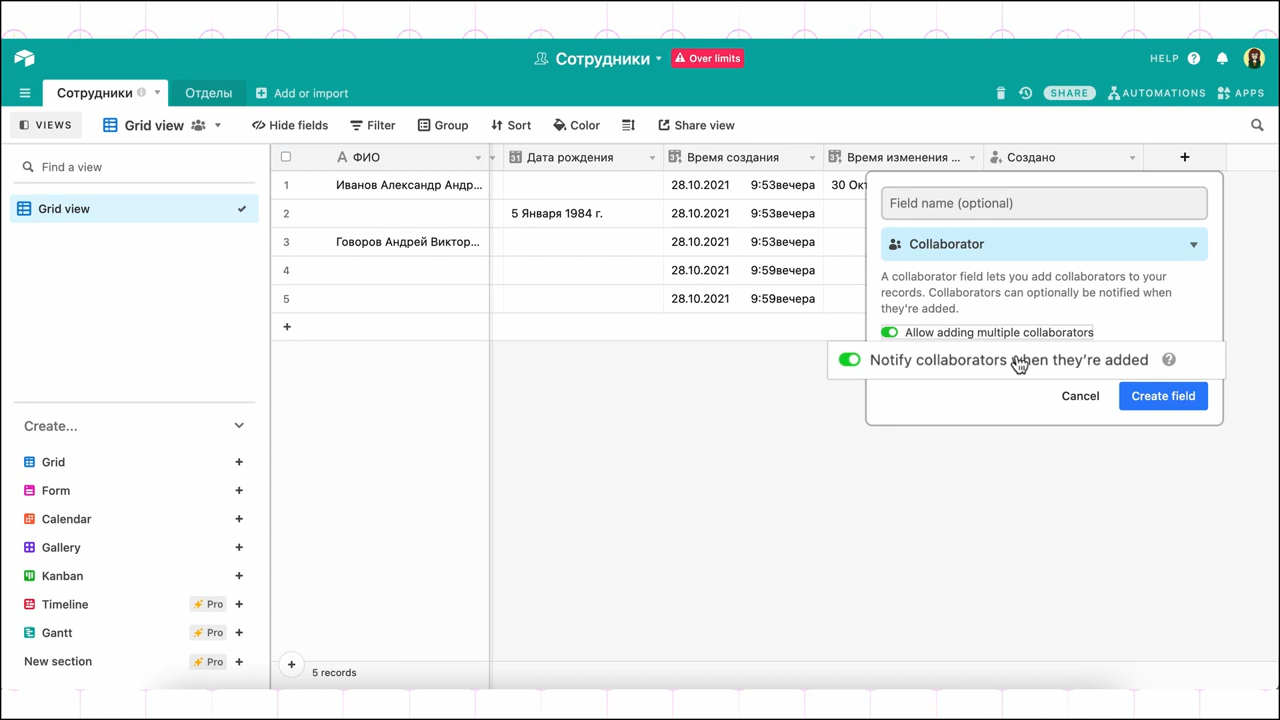 Сотрудники
Over limits
HELP
Сотрудники
Отделы
Add or import
SHARE
AUTOMATIONS
APPS
VIEWS
Grid view
Hide fields
Filter
Group
Sort
Color
Share view
Find a view
Grid view
Create...
Grid
Form
Calendar
Gallery
Kanban
Timeline
Pro
Gantt
Pro
New section
Pro
ФИО
Дата рождения
Время создания
Время изменения ...
Создано
1 Иванов Александр Андр... 28.10.2021 9:53вечера 30 Окт
2 5 Января 1984 г. 28.10.2021 9:53вечера
3 Говоров Андрей Виктор... 28.10.2021 9:53вечера
4 28.10.2021 9:59вечера
5 28.10.2021 9:59вечера
5 records
Field name (optional)
Collaborator
A collaborator field lets you add collaborators to your
records. Collaborators can optionally be notified when
they're added.
Allow adding multiple collaborators
Notify collaborators when they're added
Cancel
Create field